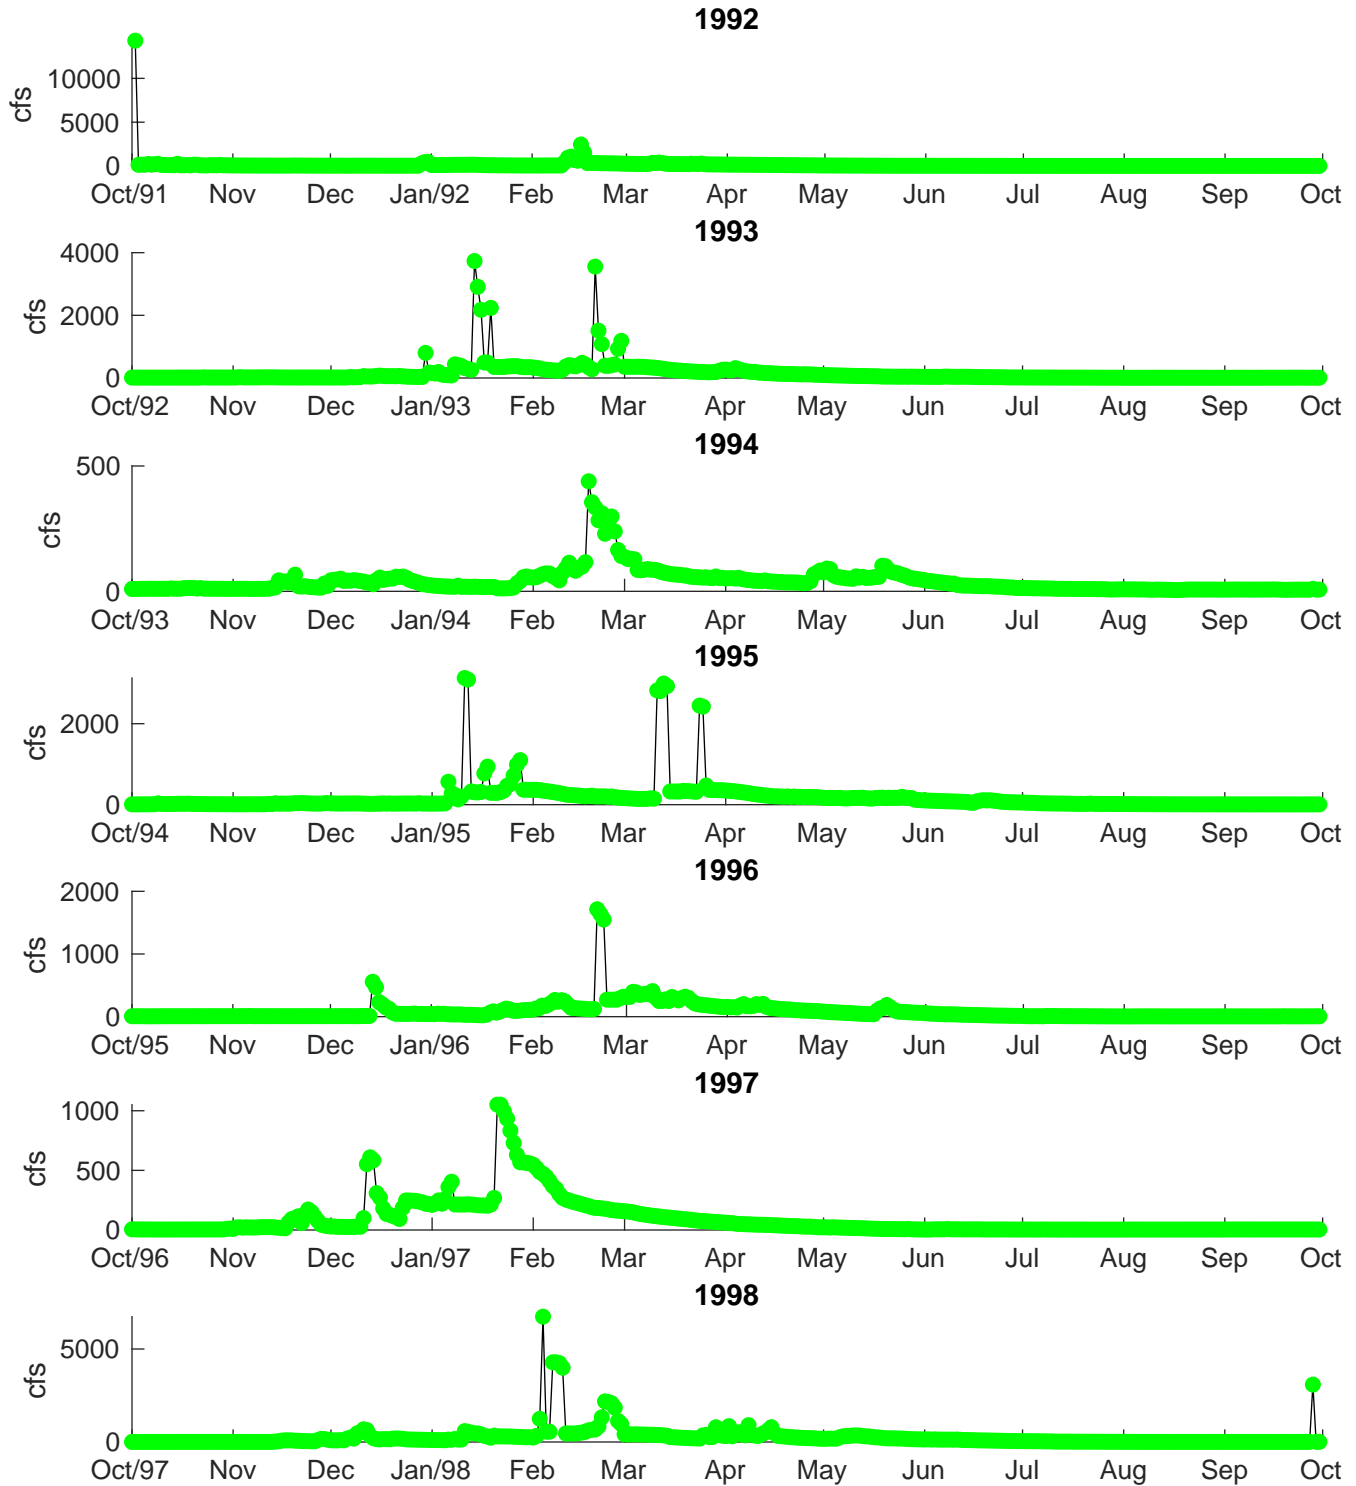 1992
cfs
10000
5000
0
Oct/91 Nov Dec Jan/92 Feb Mar Apr May Jun Jul Aug Sep Oct
1993
cfs
4000
2000
0
Oct/92 Nov Dec Jan/93 Feb Mar Apr May Jun Jul Aug Sep Oct
1994
cfs
500
0
Oct/93 Nov Dec Jan/94 Feb Mar Apr May Jun Jul Aug Sep Oct
1995
cfs
2000
0
Oct/94 Nov Dec Jan/95 Feb Mar Apr May Jun Jul Aug Sep Oct
1996
cfs
2000
1000
0
Oct/95 Nov Dec Jan/96 Feb Mar Apr May Jun Jul Aug Sep Oct
1997
cfs
1000
500
0
Oct/96 Nov Dec Jan/97 Feb Mar Apr May Jun Jul Aug Sep Oct
1998
cfs
5000
0
Oct/97 Nov Dec Jan/98 Feb Mar Apr May Jun Jul Aug Sep Oct